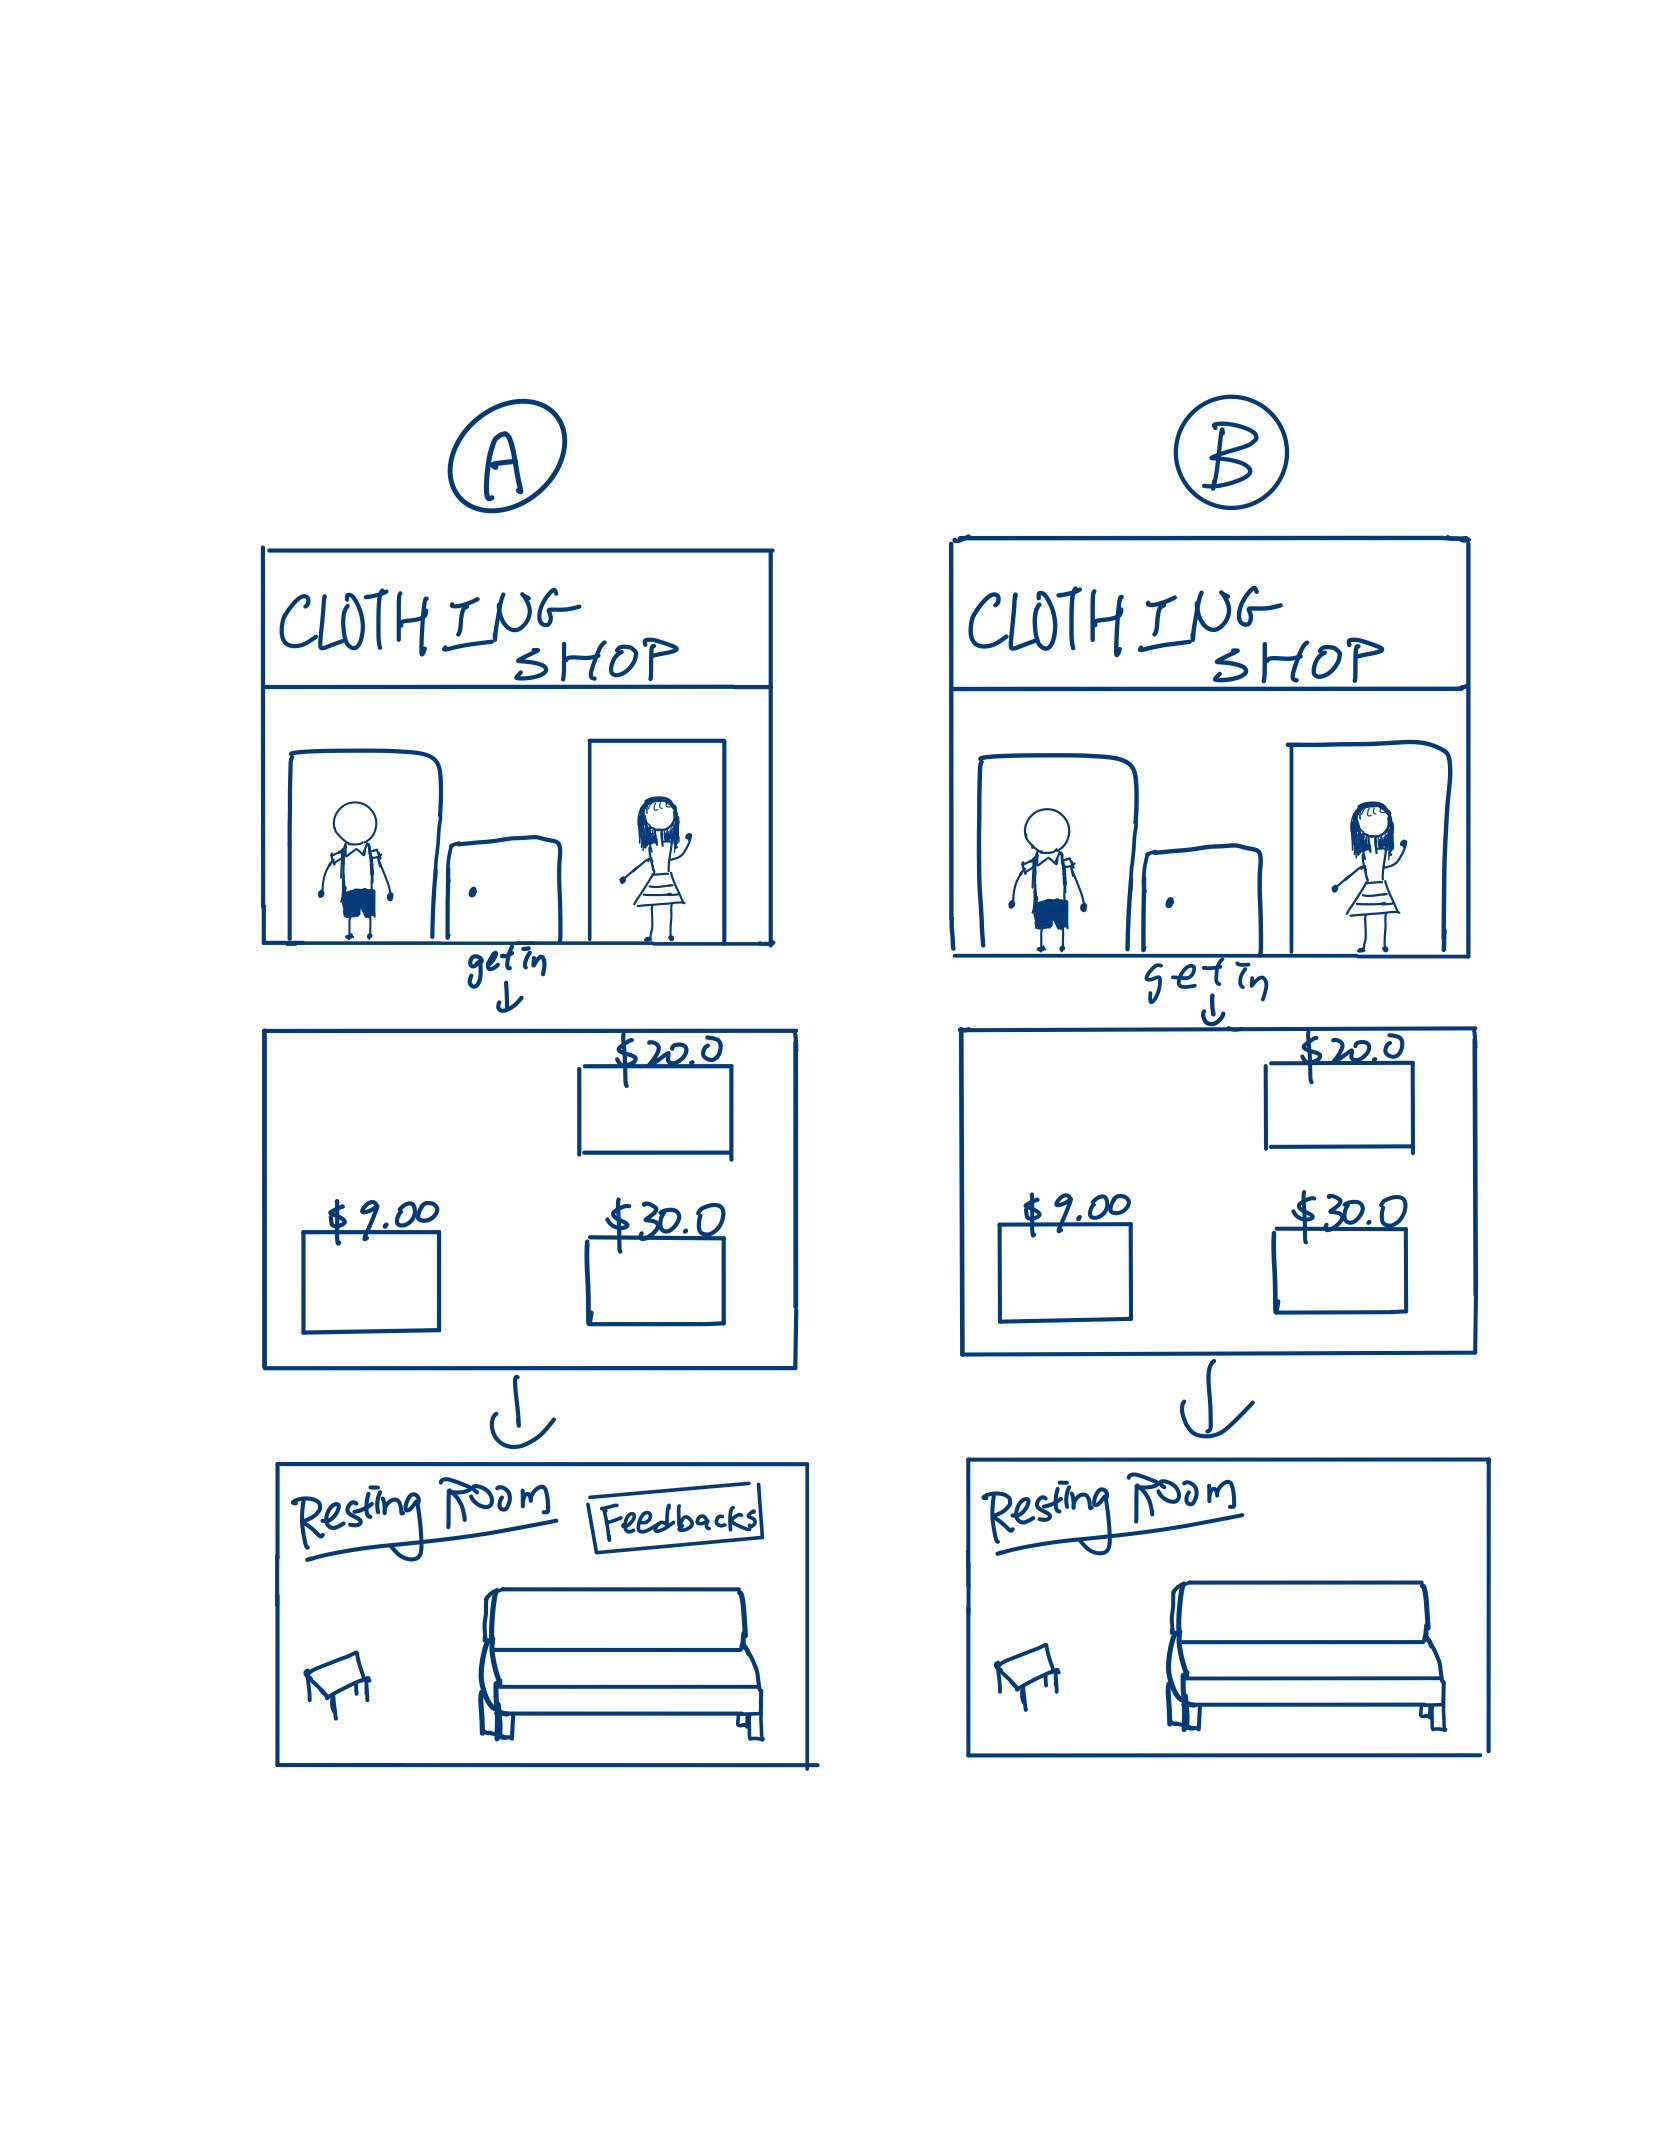 A
CLOTHING
SHOP
get in
$20.0
$9.00
$30.0
Resting Room
Feedbacks
B
CLOTHING
SHOP
get in
$20.0
$9.00
$30.0
Resting Room